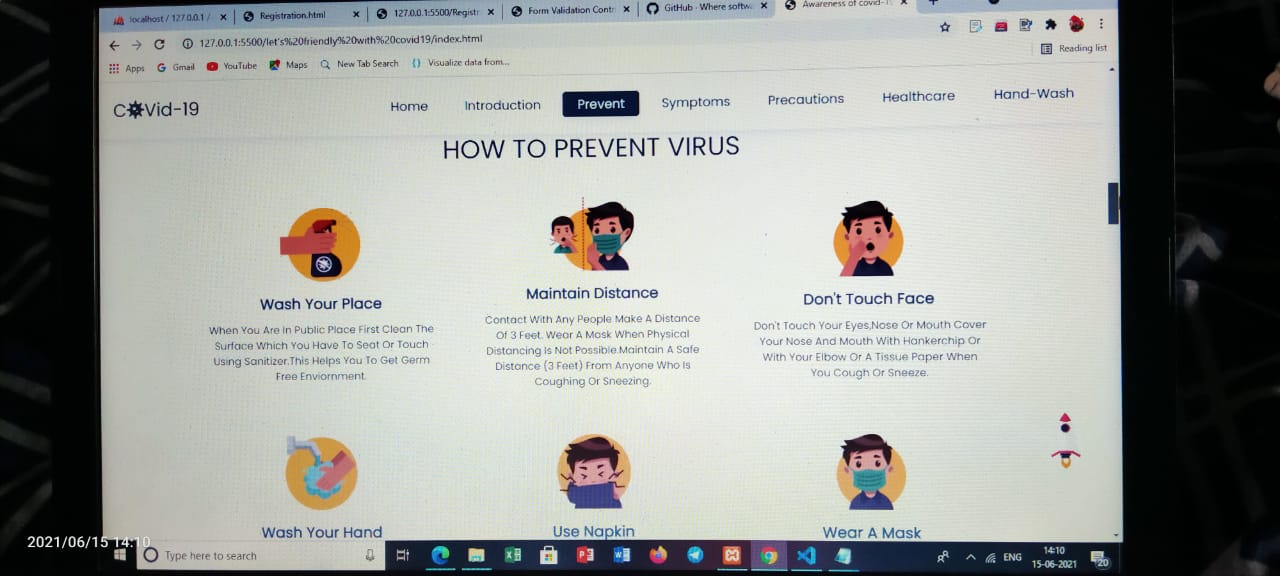 localhost / 127.0.0.1 /
Registration.html
127.0.0.1:5500/Registr
Form Validation Contr
GitHub · Where softw
Awareness of covid-1
127.0.0.1:5500/let's%20friendly%20with%20covid19/index.html
Apps Gmail YouTube Maps New Tab Search Visualize data from...
Reading list
COVid-19
Home Introduction Prevent Symptoms Precautions Healthcare Hand-Wash
HOW TO PREVENT VIRUS
Wash Your Place
When You Are In Public Place First Clean The
Surface Which You Have To Seat Or Touch
Using Sanitizer.This Helps You To Get Germ
Free Enviornment.
Maintain Distance
Contact With Any People Make A Distance
Of 3 Feet. Wear A Mask When Physical
Distancing Is Not Possible.Maintain A Safe
Distance (3 Feet) From Anyone Who Is
Coughing Or Sneezing.
Don't Touch Face
Don't Touch Your Eyes,Nose Or Mouth Cover
Your Nose And Mouth With Hankerchip Or
With Your Elbow Or A Tissue Paper When
You Cough Or Sneeze.
Wash Your Hand
Use Napkin
Wear A Mask
2021/06/15 14:10
Type here to search
ENG
14:10
15-06-2021
20